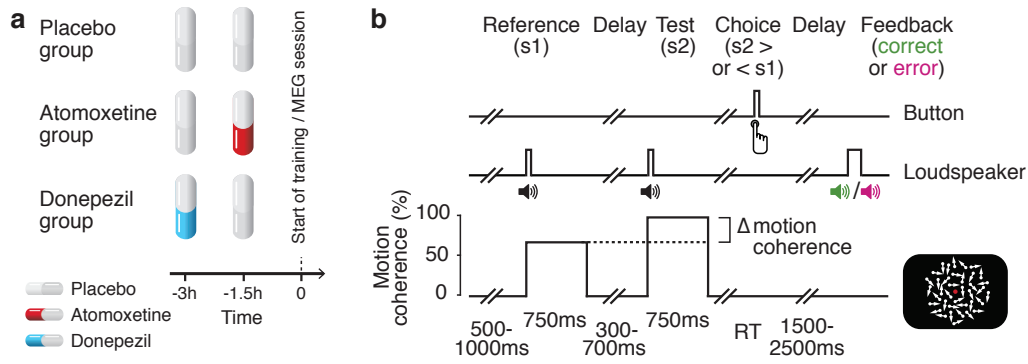 a
Placebo
group
Atomoxetine
group
Donepezil
group
Start of training / MEG session
-3h -1.5h 0
Time
Placebo
Atomoxetine
Donepezil
b
Reference
(s1)
Delay
Test
(s2)
Choice
(s2 >
or < s1)
Delay
Feedback
(correct
or error)
Button
Loudspeaker
/
Motion
coherence (%)
100
50
0
Δ motion
coherence
500-
1000ms
750ms
300-
700ms
750ms
RT
1500-
2500ms